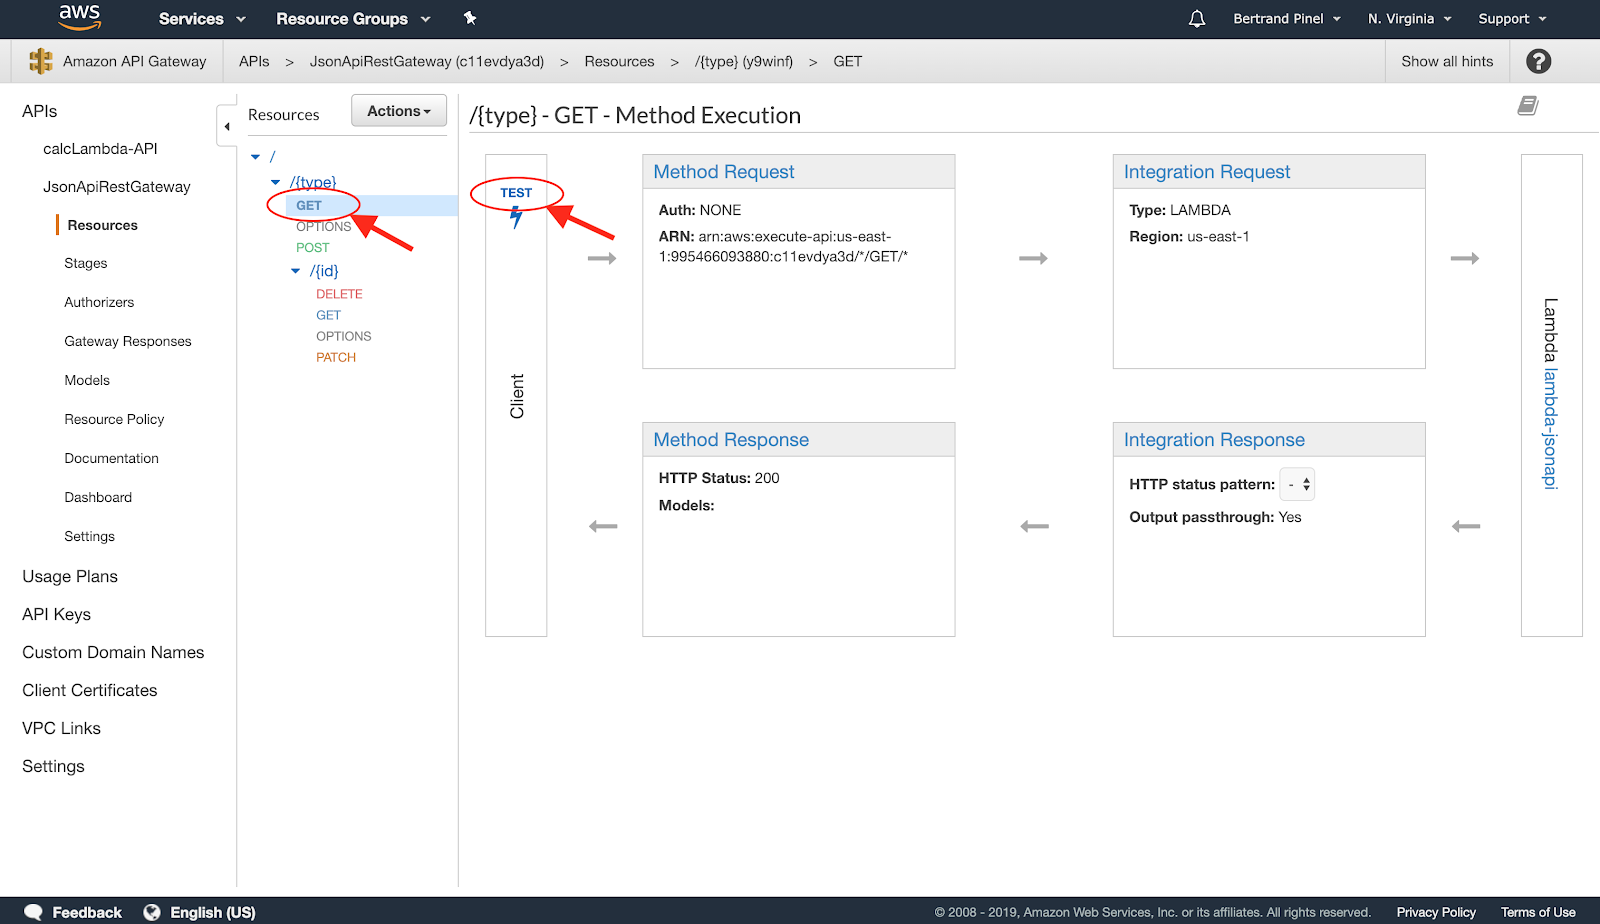 aws
Services
Resource Groups
Bertrand Pinel
N. Virginia
Support
Amazon API Gateway
APIs > JsonApiRestGateway (c11evdya3d) > Resources > /{type} (y9winf) > GET
Show all hints
?
APIs
calcLambda-API
JsonApiRestGateway
Resources
Stages
Authorizers
Gateway Responses
Models
Resource Policy
Documentation
Dashboard
Settings
Usage Plans
API Keys
Custom Domain Names
Client Certificates
VPC Links
Settings
Resources
Actions
/
/{type}
GET
OPTIONS
POST
/{id}
DELETE
GET
OPTIONS
PATCH
/{type} - GET - Method Execution
TEST
Client
Method Request
Auth: NONE
ARN: arn:aws:execute-api:us-east-
1:995466093880:c11evdya3d/*/GET/*
Integration Request
Type: LAMBDA
Region: us-east-1
Method Response
HTTP Status: 200
Models:
Integration Response
HTTP status pattern: -
Output passthrough: Yes
Lambda lambda-jsonapi
Feedback
English (US)
© 2008 - 2019, Amazon Web Services, Inc. or its affiliates. All rights reserved.
Privacy Policy
Terms of Use